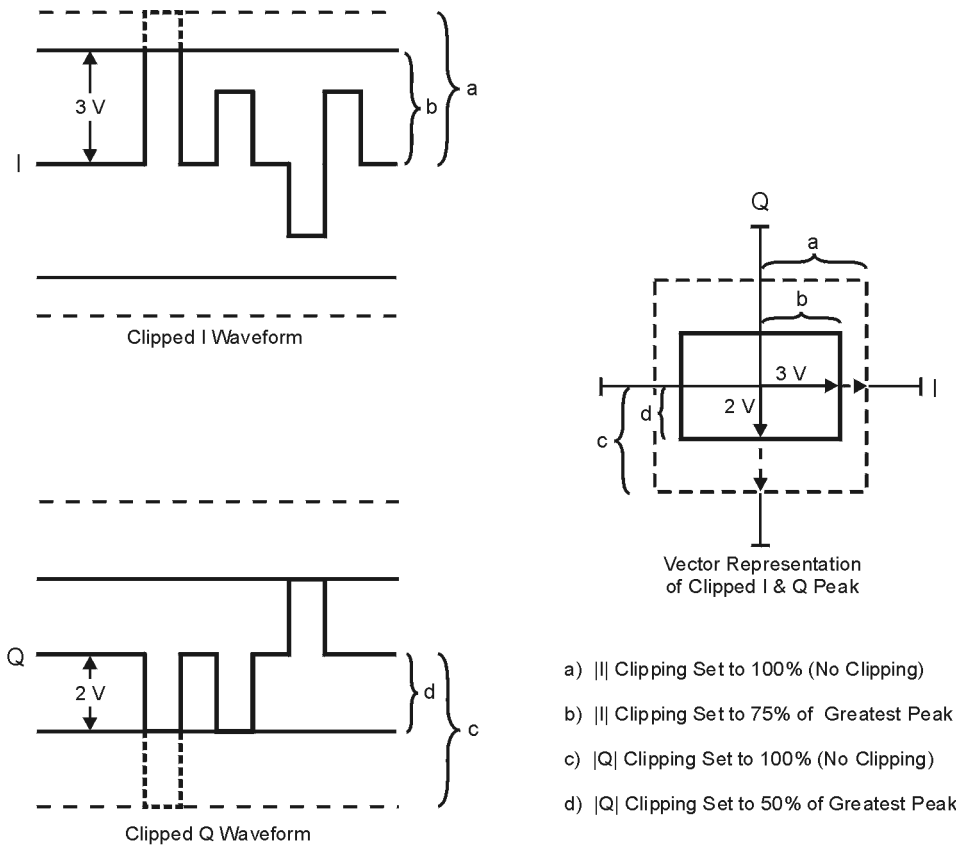 3 V
b
a
I
Clipped I Waveform
Q
a
b
3 V
I
2 V
d
c
Vector Representation
of Clipped I & Q Peak
Q
2 V
d
c
Clipped Q Waveform
a) |I| Clipping Set to 100% (No Clipping)
b) |I| Clipping Set to 75% of Greatest Peak
c) |Q| Clipping Set to 100% (No Clipping)
d) |Q| Clipping Set to 50% of Greatest Peak